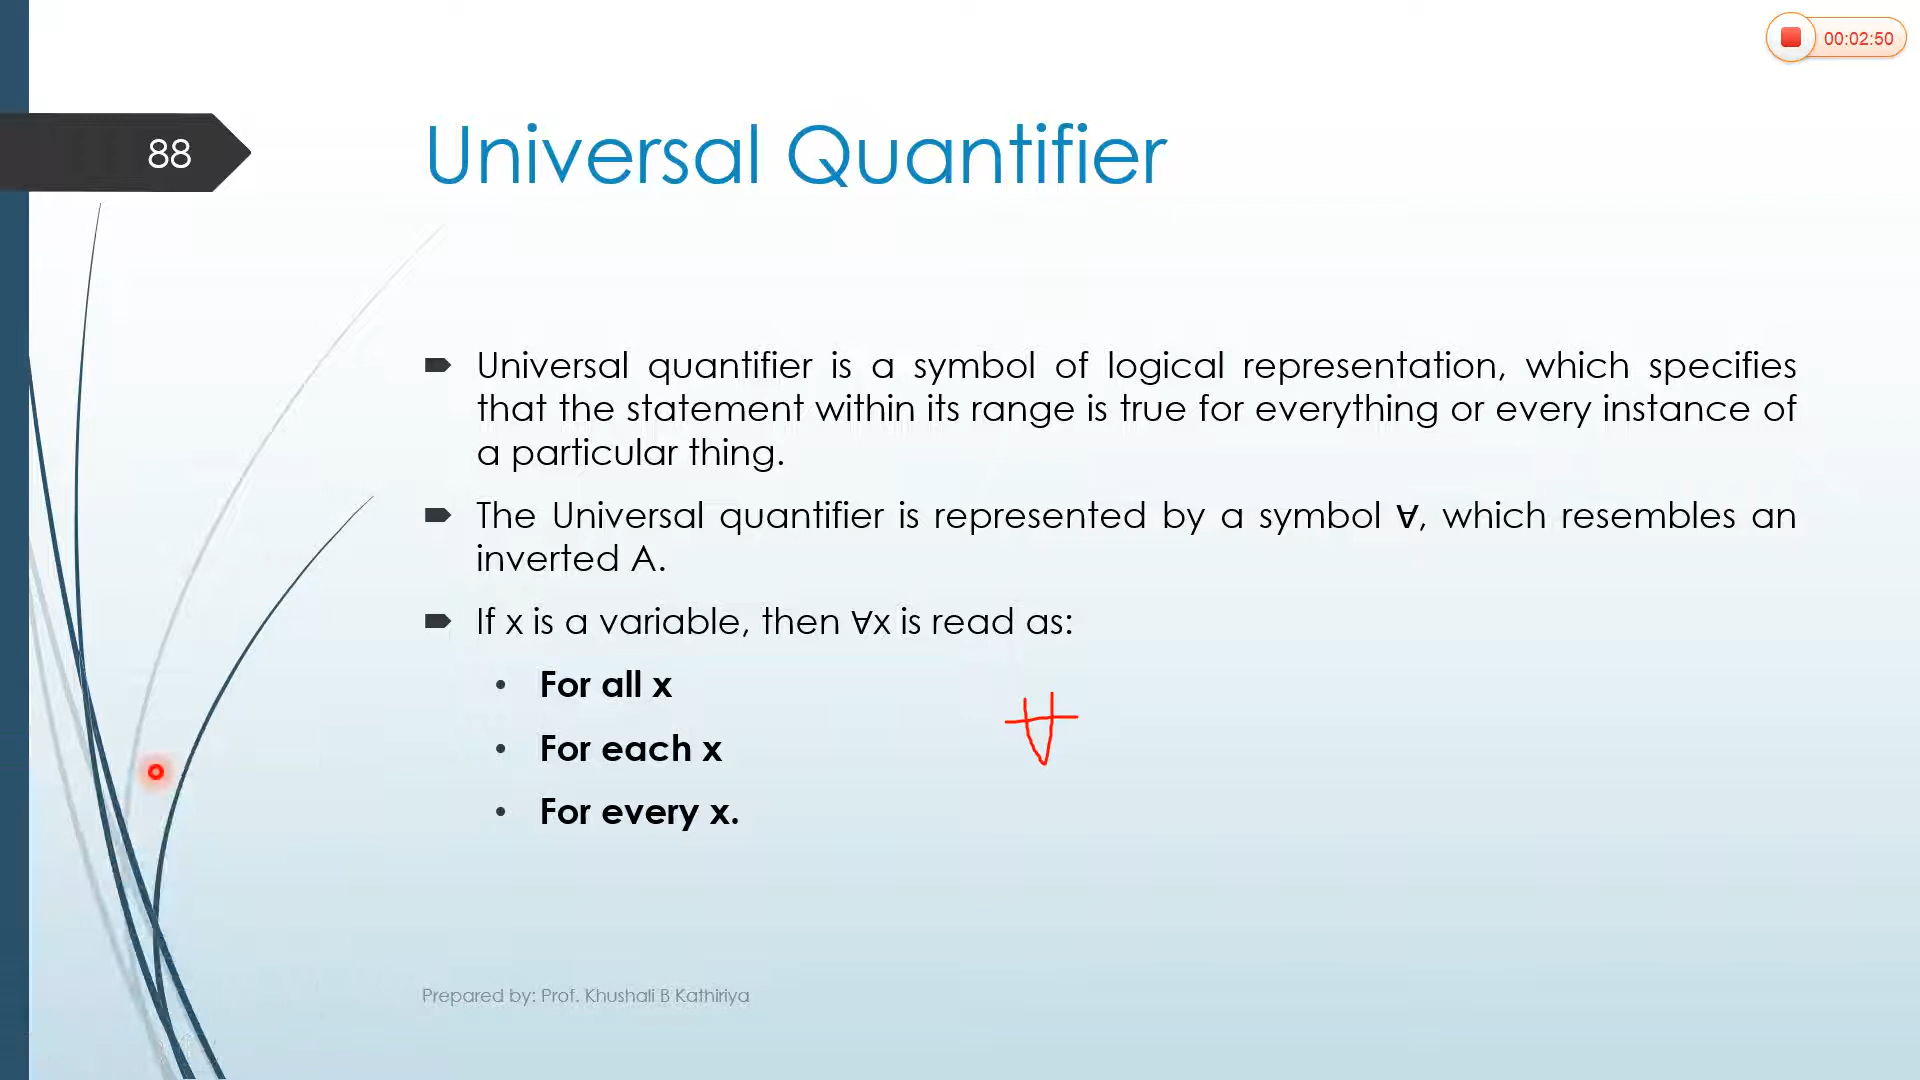 00:02:50
88
Universal Quantifier
Universal quantifier is a symbol of logical representation, which specifies
that the statement within its range is true for everything or every instance of
a particular thing.
The Universal quantifier is represented by a symbol ∀, which resembles an
inverted A.
If x is a variable, then ∀x is read as:
• For all x
• For each x
• For every x.
∀
Prepared by: Prof. Khushali B Kathiriya